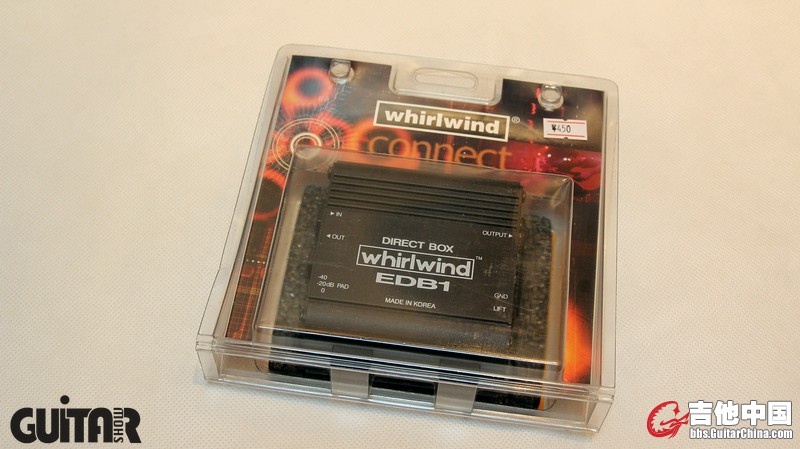 whirlwind®
¥450
connect
▸IN
◂OUT
OUTPUT▸
DIRECT BOX
whirlwind™
EDB1
-40
-20dB PAD
0
MADE IN KOREA
GND
LIFT
GUITAR SHOW
吉他中国
bbs.GuitarChina.com